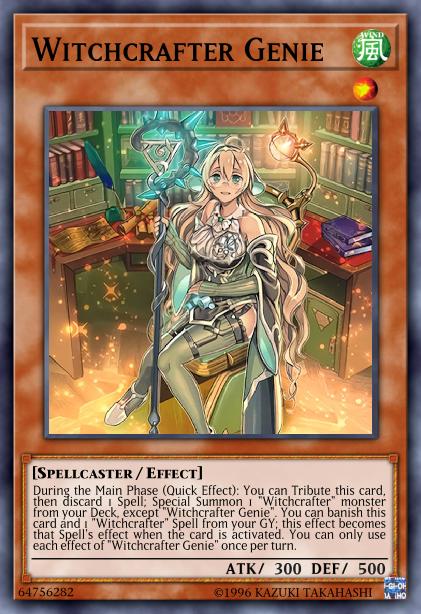 WITCHCRAFTER GENIE
WIND
風
[SPELLCASTER / EFFECT]
During the Main Phase (Quick Effect): You can Tribute this card,
then discard 1 Spell; Special Summon 1 "Witchcrafter" monster
from your Deck, except "Witchcrafter Genie". You can banish this
card and 1 "Witchcrafter" Spell from your GY; this effect becomes
that Spell's effect when the card is activated. You can only use
each effect of "Witchcrafter Genie" once per turn.
ATK/ 300 DEF/ 500
64756282
©1996 KAZUKI TAKAHASHI